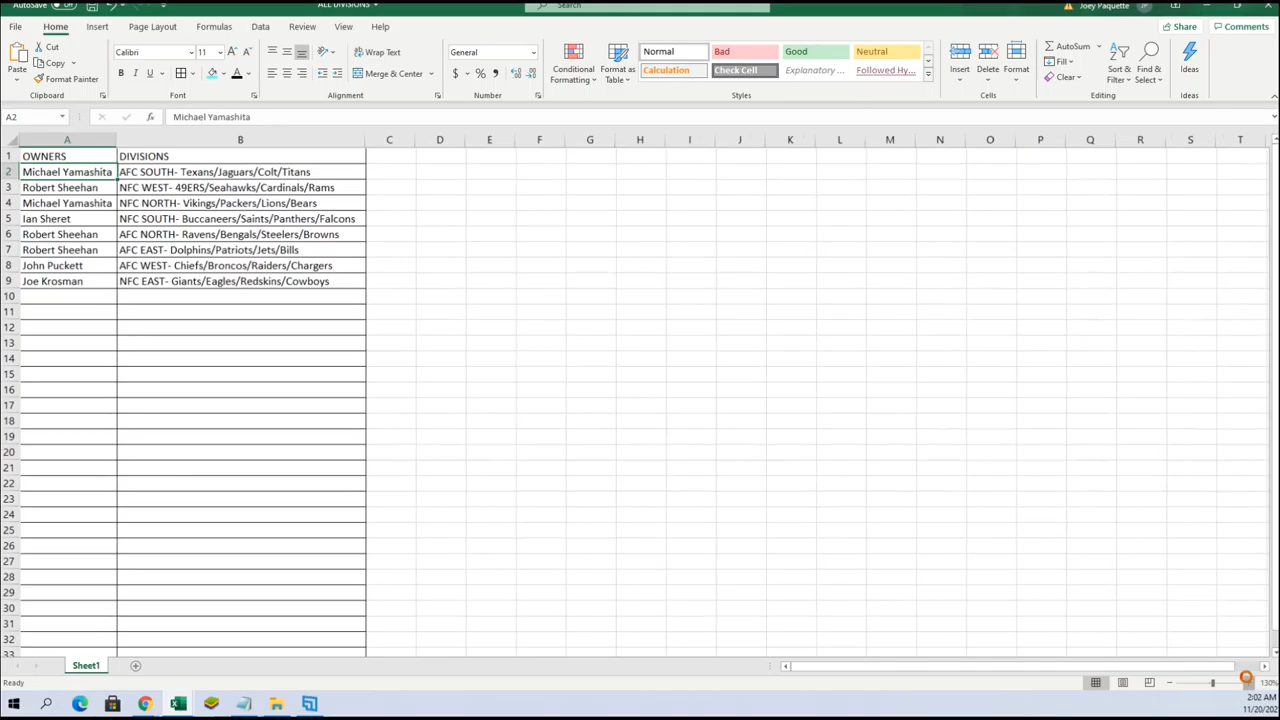 AutoSave
ALL DIVISIONS
Search
Joey Paquette
JP
File Home Insert Page Layout Formulas Data Review View Help
Share Comments
Paste
Cut
Copy
Format Painter
Clipboard
Calibri 11
B I U
Font
Wrap Text
Merge & Center
Alignment
General
$ % ,
Number
Conditional Formatting
Format as Table
Normal Bad Good Neutral
Calculation Check Cell Explanatory ... Followed Hy...
Styles
Insert Delete Format
Cells
AutoSum
Fill
Clear
Sort & Filter
Find & Select
Editing
Ideas
Ideas
A2 fx Michael Yamashita
A B C D E F G H I J K L M N O P Q R S T
1 OWNERS DIVISIONS
2 Michael Yamashita AFC SOUTH- Texans/Jaguars/Colt/Titans
3 Robert Sheehan NFC WEST- 49ERS/Seahawks/Cardinals/Rams
4 Michael Yamashita NFC NORTH- Vikings/Packers/Lions/Bears
5 Ian Sheret NFC SOUTH- Buccaneers/Saints/Panthers/Falcons
6 Robert Sheehan AFC NORTH- Ravens/Bengals/Steelers/Browns
7 Robert Sheehan AFC EAST- Dolphins/Patriots/Jets/Bills
8 John Puckett AFC WEST- Chiefs/Broncos/Raiders/Chargers
9 Joe Krosman NFC EAST- Giants/Eagles/Redskins/Cowboys
10
11
12
13
14
15
16
17
18
19
20
21
22
23
24
25
26
27
28
29
30
31
32
33
Sheet1
Ready
130%
2:02 AM
11/20/202